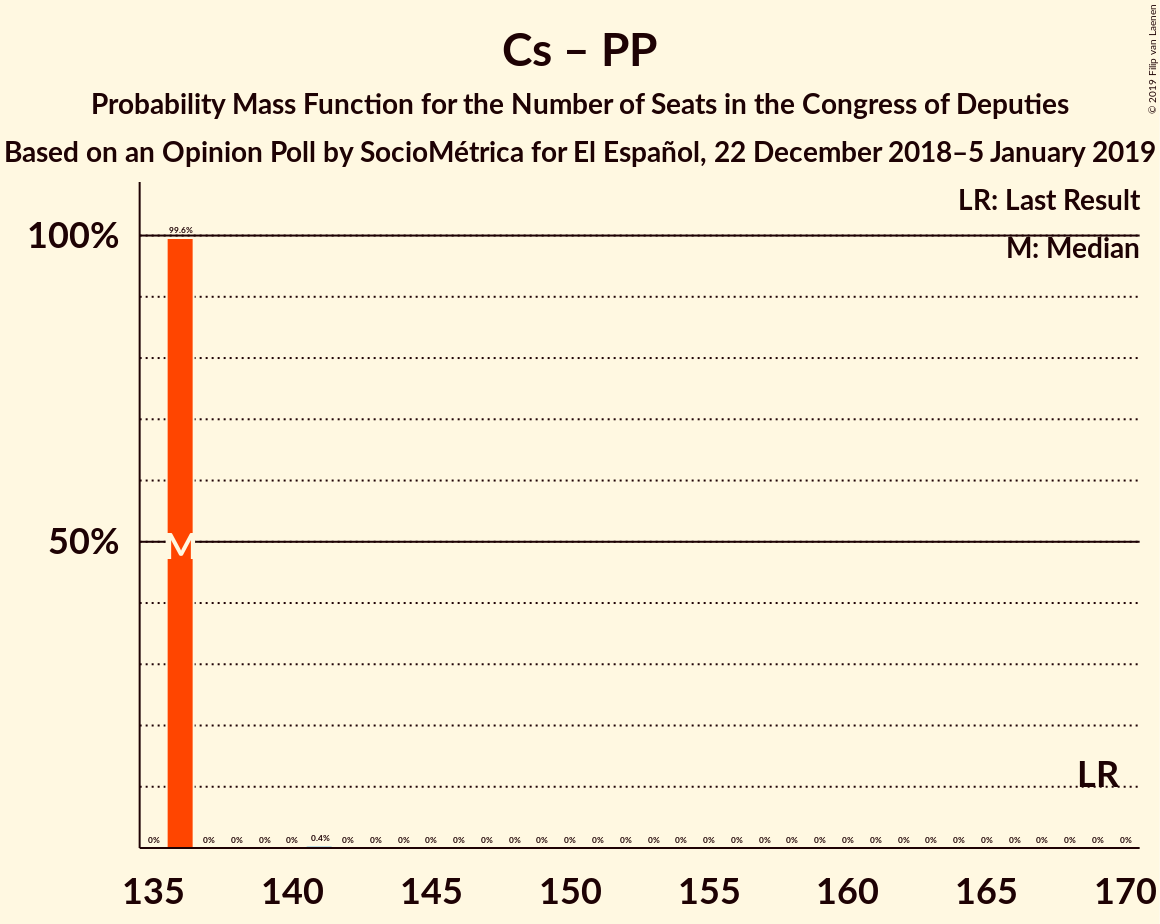 Cs – PP
Probability Mass Function for the Number of Seats in the Congress of Deputies
Based on an Opinion Poll by SocioMétrica for El Español, 22 December 2018–5 January 2019
© 2019 Filip van Laenen
LR: Last Result
M: Median
100%
50%
99.6%
M
LR
0% 0% 0% 0% 0% 0.4% 0% 0% 0% 0% 0% 0% 0% 0% 0% 0% 0% 0% 0% 0% 0% 0% 0% 0% 0% 0% 0% 0% 0% 0% 0% 0% 0% 0% 0%
135 140 145 150 155 160 165 170